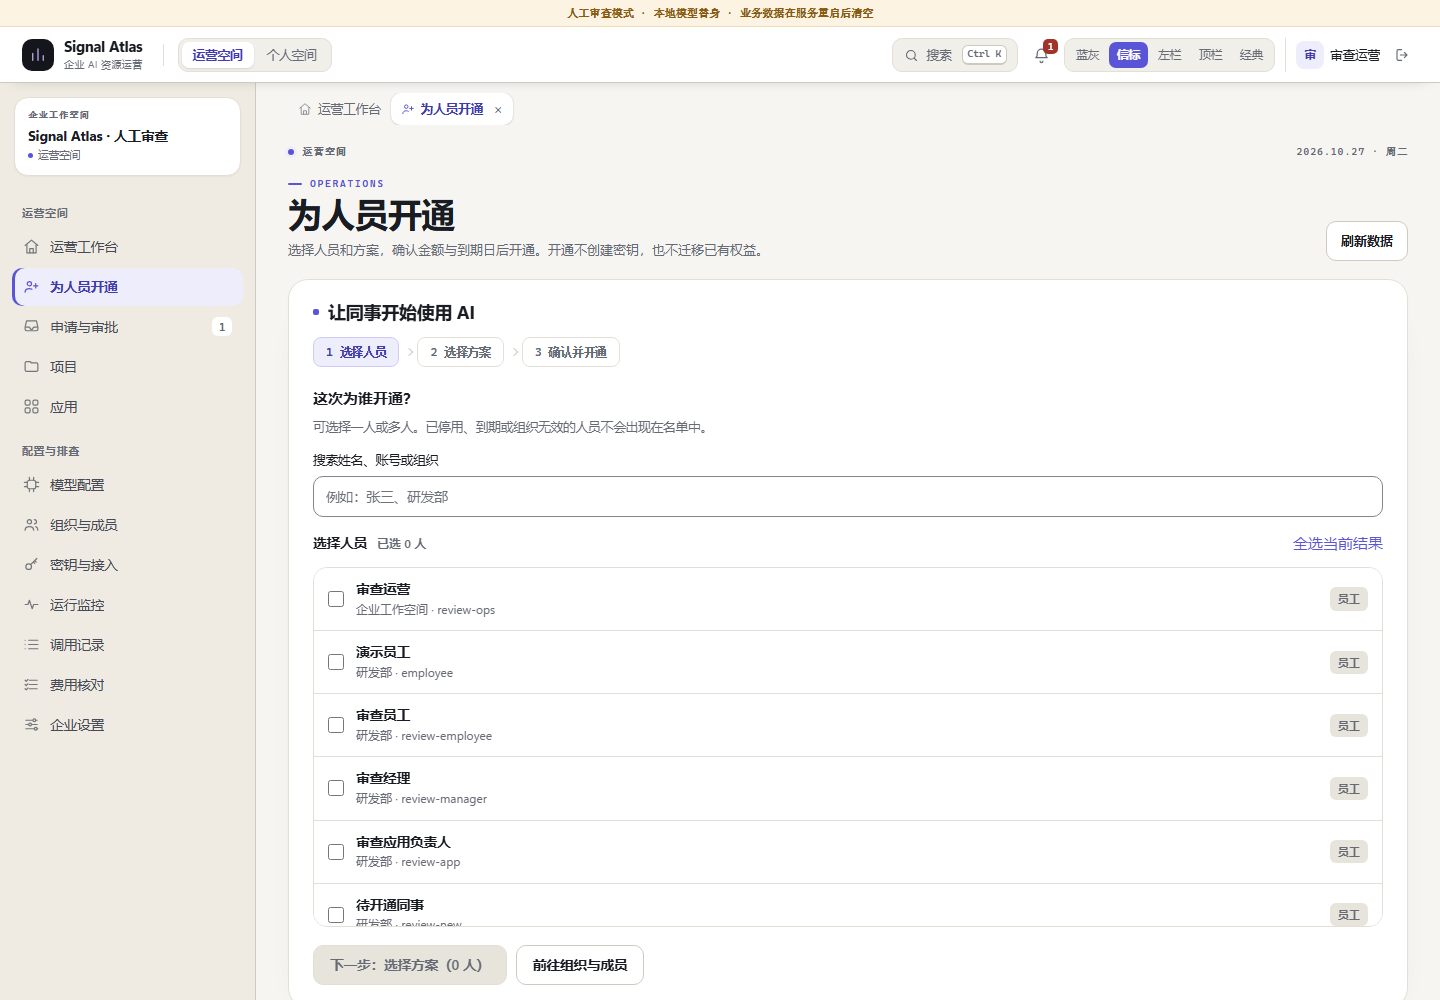 人工审查模式 · 本地模型替身 · 业务数据在服务重启后清空
Signal Atlas
企业 AI 资源运营
运营空间 个人空间
搜索 Ctrl K
1
蓝灰 信标 左栏 顶栏 经典
审 审查运营
企业工作空间
Signal Atlas · 人工审查
运营空间
运营空间
运营工作台
为人员开通
申请与审批 1
项目
应用
配置与排查
模型配置
组织与成员
密钥与接入
运行监控
调用记录
费用核对
企业设置
运营工作台 为人员开通 ×
运营空间 2026.10.27 · 周二
OPERATIONS
为人员开通
选择人员和方案，确认金额与到期日后开通。开通不创建密钥，也不迁移已有权益。
刷新数据
让同事开始使用 AI
1 选择人员 2 选择方案 3 确认并开通
这次为谁开通？
可选择一人或多人。已停用、到期或组织无效的人员不会出现在名单中。
搜索姓名、账号或组织
例如：张三、研发部
选择人员 已选 0 人 全选当前结果
审查运营
企业工作空间 · review-ops
员工
演示员工
研发部 · employee
员工
审查员工
研发部 · review-employee
员工
审查经理
研发部 · review-manager
员工
审查应用负责人
研发部 · review-app
员工
待开通同事
研发部 · review-new
员工
下一步：选择方案（0 人） 前往组织与成员